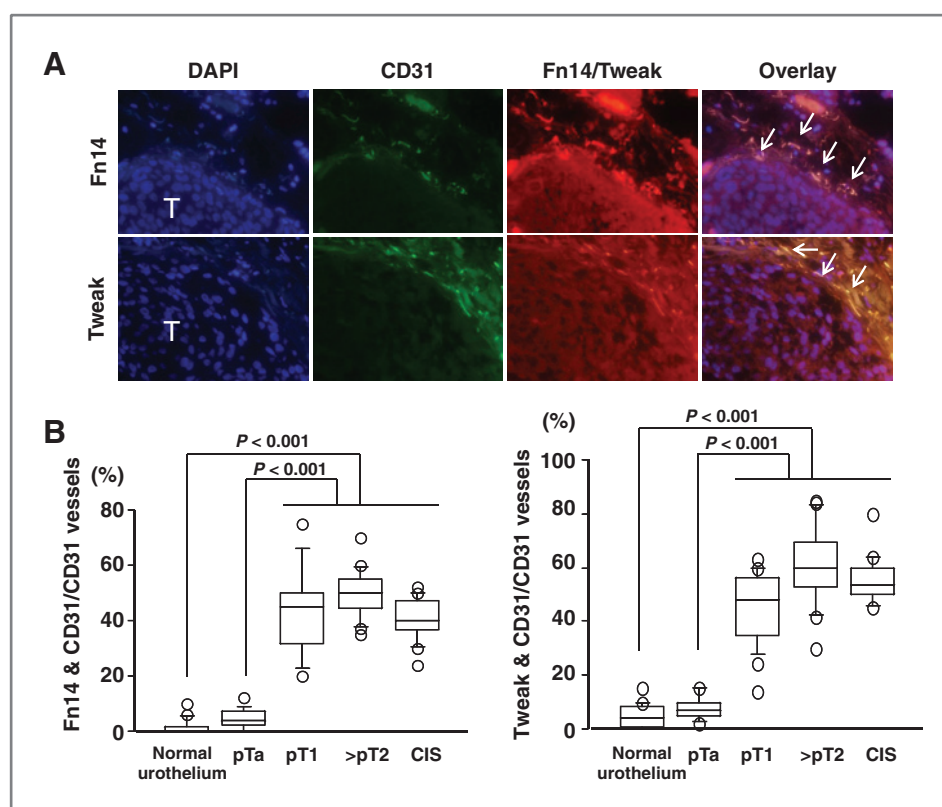 A
DAPI CD31 Fn14/Tweak Overlay
Fn14
T
Tweak
T
B
P < 0.001
P < 0.001
(%)
Fn14 & CD31/CD31 vessels
80
60
40
20
0
Normal urothelium pTa pT1 >pT2 CIS
(%)
P < 0.001
P < 0.001
Tweak & CD31/CD31 vessels
100
80
60
40
20
0
Normal urothelium pTa pT1 >pT2 CIS